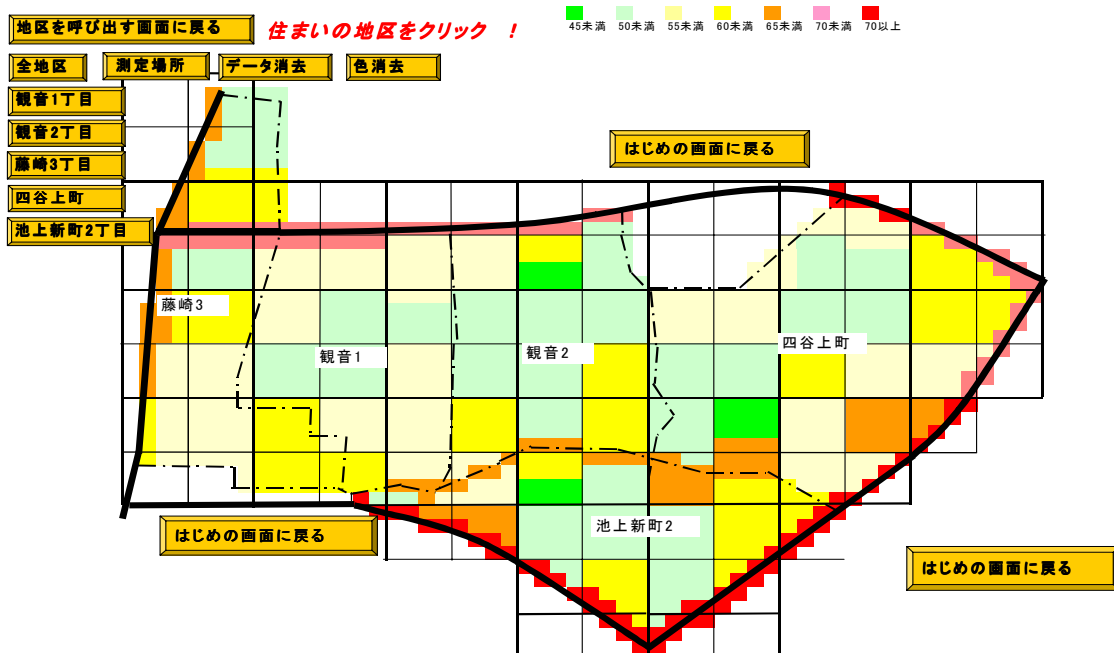 地区を呼び出す画面に戻る
住まいの地区をクリック !
45未満 50未満 55未満 60未満 65未満 70未満 70以上
全地区 測定場所 データ消去 色消去
観音1丁目
観音2丁目
藤崎3丁目
四谷上町
池上新町2丁目
はじめの画面に戻る
藤崎3
観音1
観音2
四谷上町
池上新町2
はじめの画面に戻る
はじめの画面に戻る